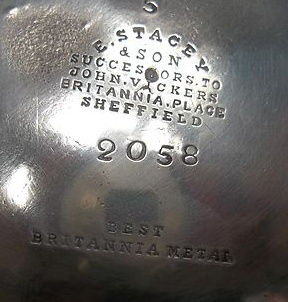 5
E. STACEY
& SON
SUCCESSORS. TO
JOHN. VICKERS
BRITANNIA. PLACE
SHEFFIELD
2058
BEST
BRITANNIA METAL